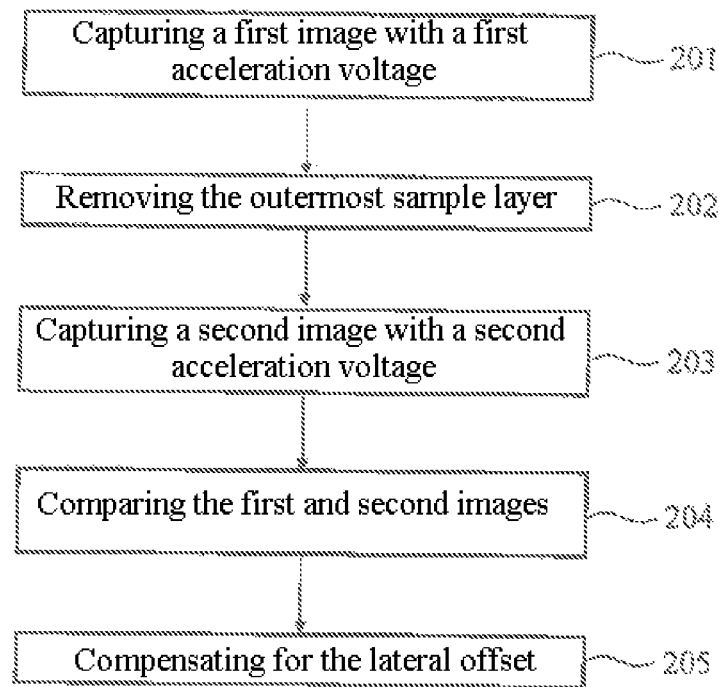 Capturing a first image with a first
acceleration voltage
201
Removing the outermost sample layer
202
Capturing a second image with a second
acceleration voltage
203
Comparing the first and second images
204
Compensating for the lateral offset
205